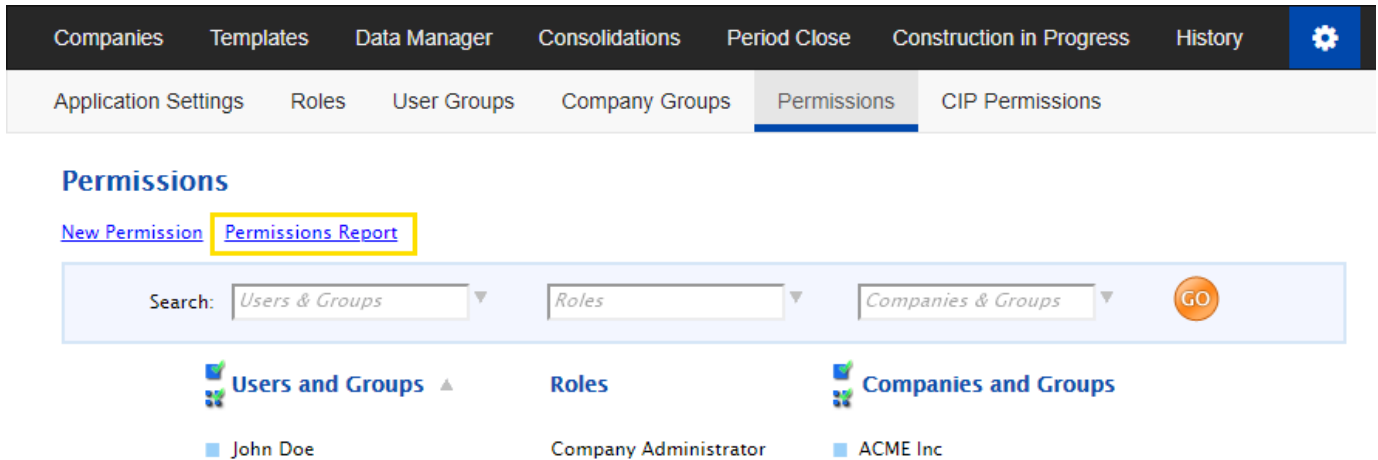 Companies Templates Data Manager Consolidations Period Close Construction in Progress History
Application Settings Roles User Groups Company Groups Permissions CIP Permissions
Permissions
New Permission Permissions Report
Search: Users & Groups Roles Companies & Groups GO
Users and Groups Roles Companies and Groups
John Doe Company Administrator ACME Inc